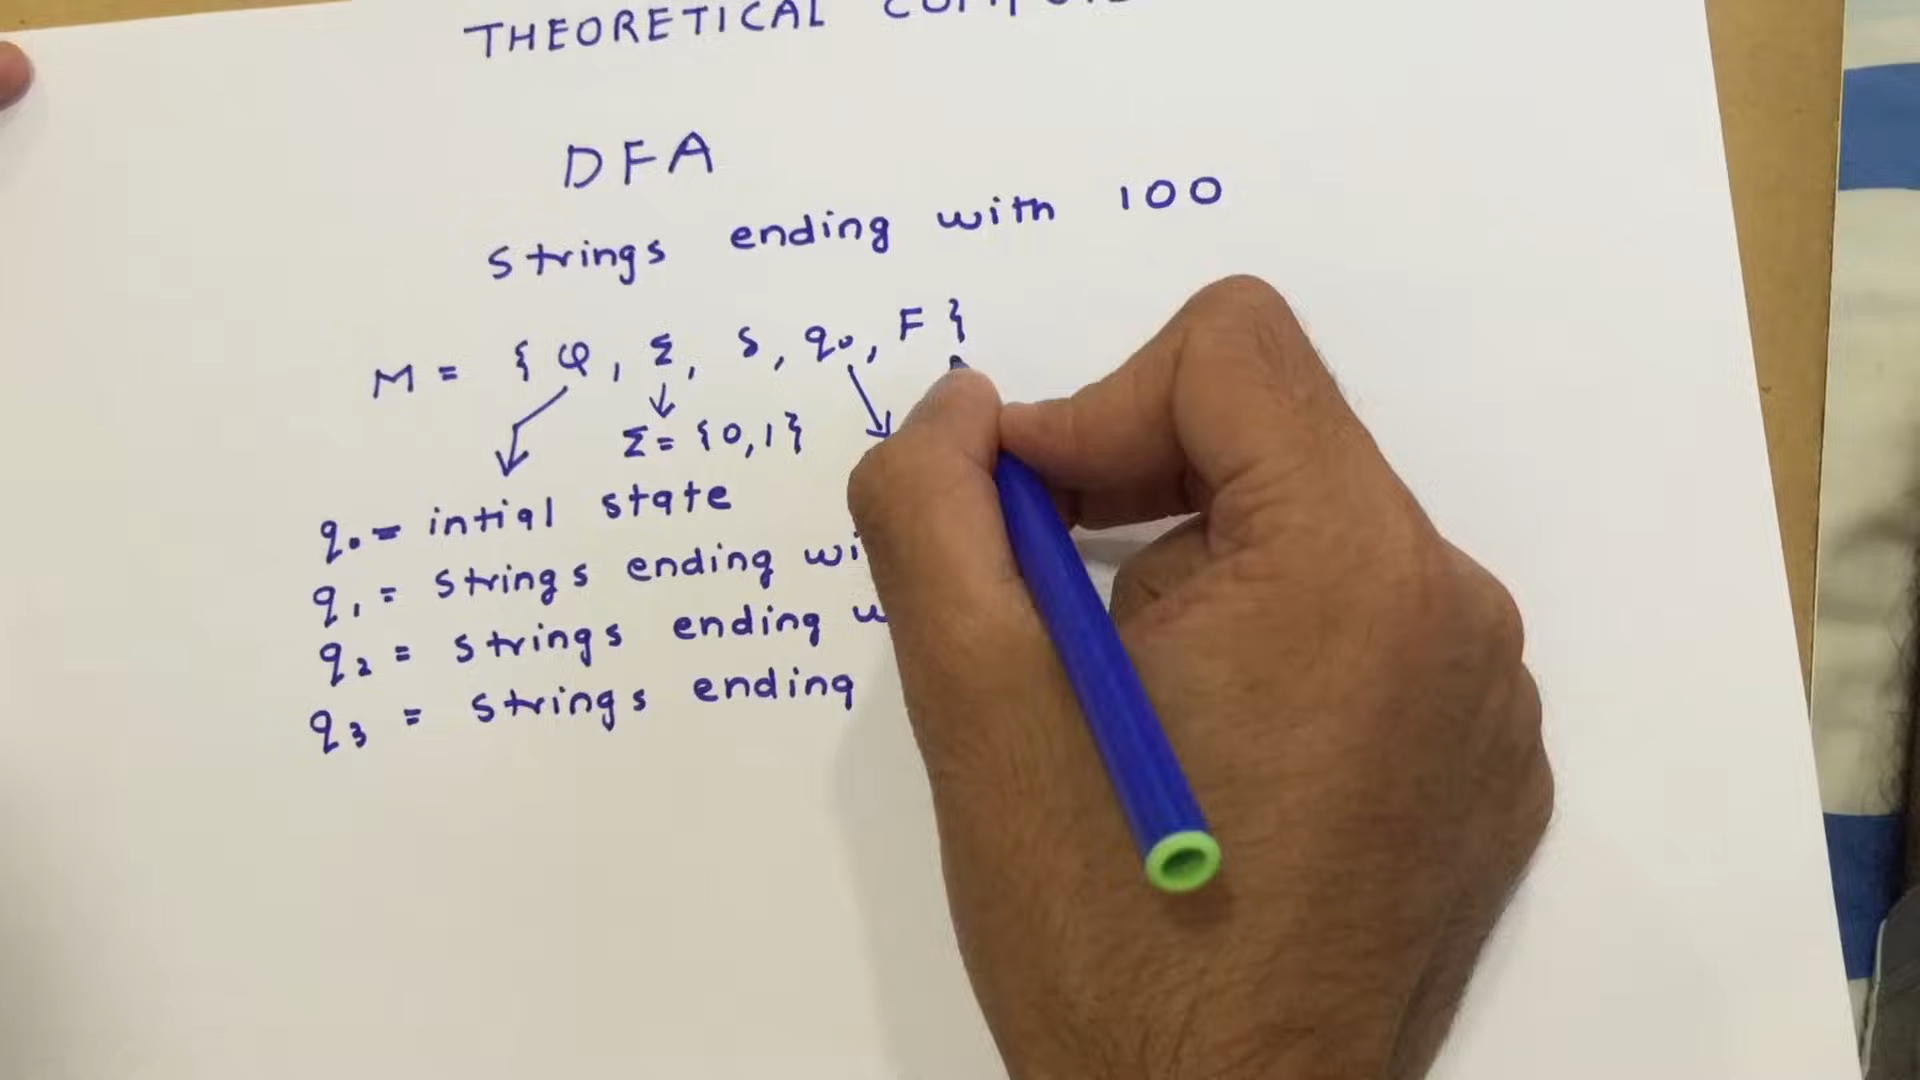 THEORETICAL
DFA
strings ending with 100
M = { φ, Σ, δ, q0, F }
Σ = {0,1}
q0 - intial state
q1 = strings ending
q2 = strings ending
q3 = strings ending